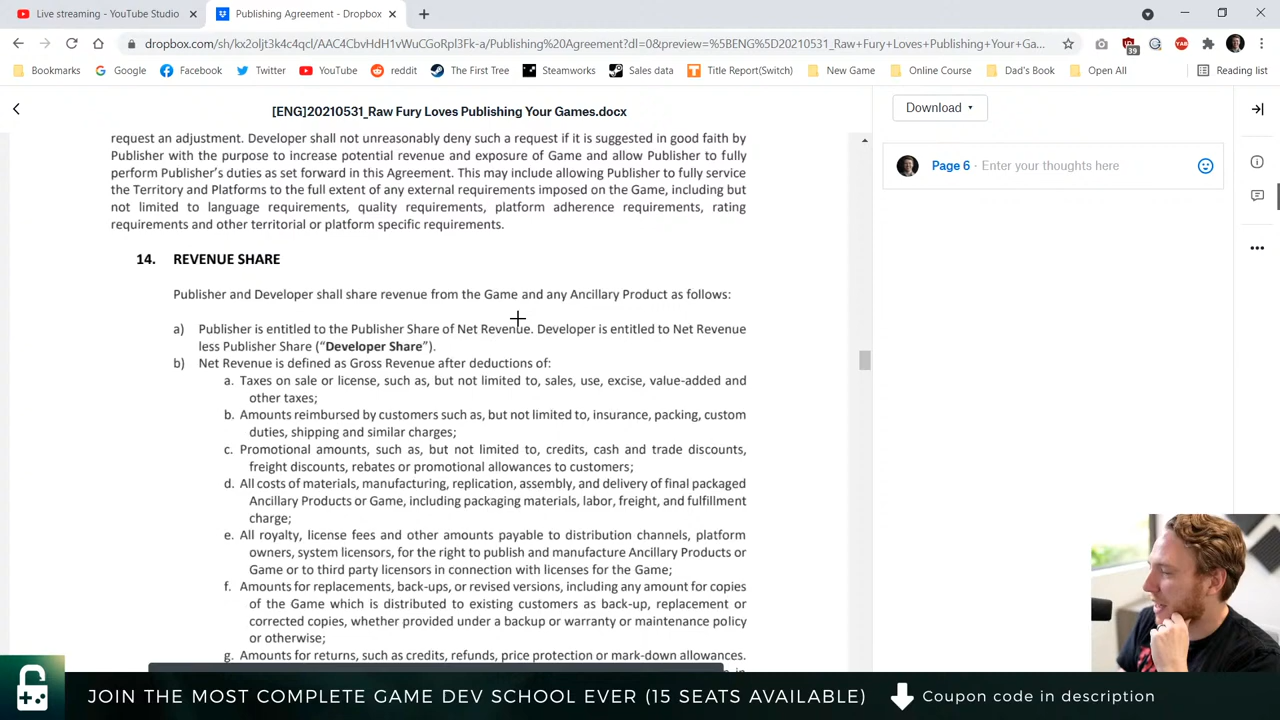 Live streaming - YouTube Studio
Publishing Agreement - Dropbox
dropbox.com/sh/kx2oljt3k4c4qcl/AAC4CbvHdH1vWuCGoRpI3Fk-a/Publishing%20Agreement?dl=0&preview=%5BENG%5D20210531_Raw+Fury+Loves+Publishing+Your+Ga...
39
YAB
Bookmarks
Google
Facebook
Twitter
YouTube
reddit
The First Tree
Steamworks
Sales data
Title Report(Switch)
New Game
Online Course
Dad's Book
Open All
Reading list
[ENG]20210531_Raw Fury Loves Publishing Your Games.docx
Download
Page 6 · Enter your thoughts here
request an adjustment. Developer shall not unreasonably deny such a request if it is suggested in good faith by
Publisher with the purpose to increase potential revenue and exposure of Game and allow Publisher to fully
perform Publisher's duties as set forward in this Agreement. This may include allowing Publisher to fully service
the Territory and Platforms to the full extent of any external requirements imposed on the Game, including but
not limited to language requirements, quality requirements, platform adherence requirements, rating
requirements and other territorial or platform specific requirements.
14. REVENUE SHARE
Publisher and Developer shall share revenue from the Game and any Ancillary Product as follows:
a) Publisher is entitled to the Publisher Share of Net Revenue. Developer is entitled to Net Revenue
less Publisher Share ("Developer Share").
b) Net Revenue is defined as Gross Revenue after deductions of:
a. Taxes on sale or license, such as, but not limited to, sales, use, excise, value-added and
other taxes;
b. Amounts reimbursed by customers such as, but not limited to, insurance, packing, custom
duties, shipping and similar charges;
c. Promotional amounts, such as, but not limited to, credits, cash and trade discounts,
freight discounts, rebates or promotional allowances to customers;
d. All costs of materials, manufacturing, replication, assembly, and delivery of final packaged
Ancillary Products or Game, including packaging materials, labor, freight, and fulfillment
charge;
e. All royalty, license fees and other amounts payable to distribution channels, platform
owners, system licensors, for the right to publish and manufacture Ancillary Products or
Game or to third party licensors in connection with licenses for the Game;
f. Amounts for replacements, back-ups, or revised versions, including any amount for copies
of the Game which is distributed to existing customers as back-up, replacement or
corrected copies, whether provided under a backup or warranty or maintenance policy
or otherwise;
g. Amounts for returns, such as credits, refunds, price protection or mark-down allowances.
JOIN THE MOST COMPLETE GAME DEV SCHOOL EVER (15 SEATS AVAILABLE)
Coupon code in description